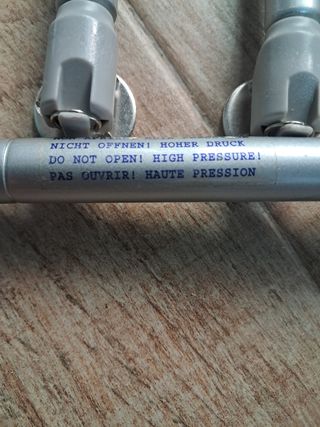 NICHT OFFNEN! HOHER DRUCK
DO NOT OPEN! HIGH PRESSURE!
PAS OUVRIR! HAUTE PRESSION